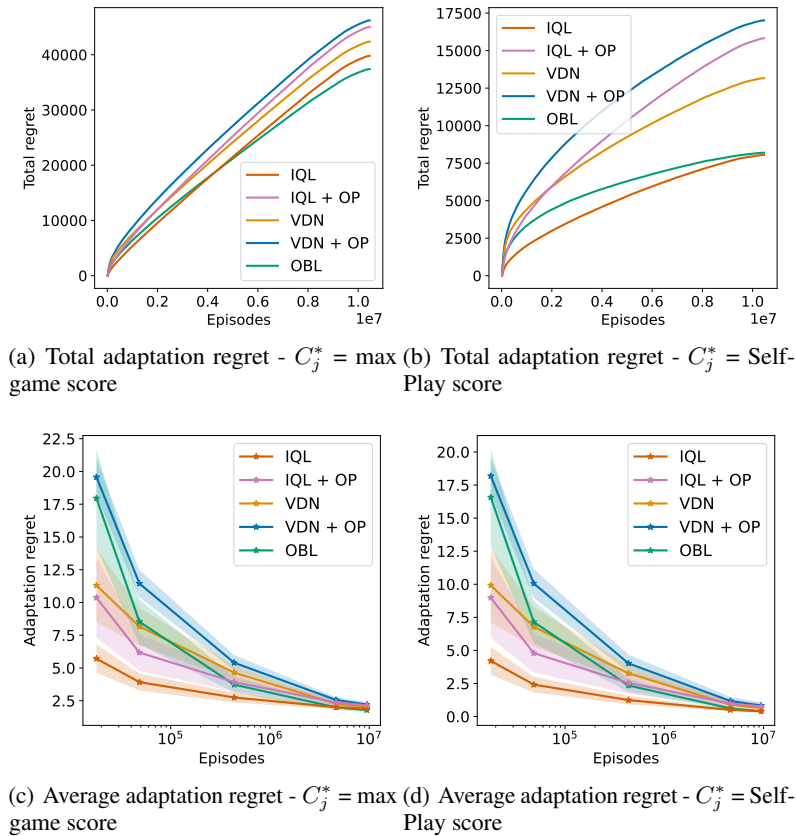 40000
30000
20000
10000
0
Total regret
IQL
IQL + OP
VDN
VDN + OP
OBL
0.0 0.2 0.4 0.6 0.8 1.0
1e7
Episodes
17500
15000
12500
10000
7500
5000
2500
0
Total regret
IQL
IQL + OP
VDN
VDN + OP
OBL
0.0 0.2 0.4 0.6 0.8 1.0
1e7
Episodes
(a) Total adaptation regret - $C_j^*$ = max
game score
(b) Total adaptation regret - $C_j^*$ = Self-
Play score
22.5
20.0
17.5
15.0
12.5
10.0
7.5
5.0
2.5
Adaptation regret
IQL
IQL + OP
VDN
VDN + OP
OBL
10^5 10^6 10^7
Episodes
20.0
17.5
15.0
12.5
10.0
7.5
5.0
2.5
0.0
Adaptation regret
IQL
IQL + OP
VDN
VDN + OP
OBL
10^5 10^6 10^7
Episodes
(c) Average adaptation regret - $C_j^*$ = max
game score
(d) Average adaptation regret - $C_j^*$ = Self-
Play score